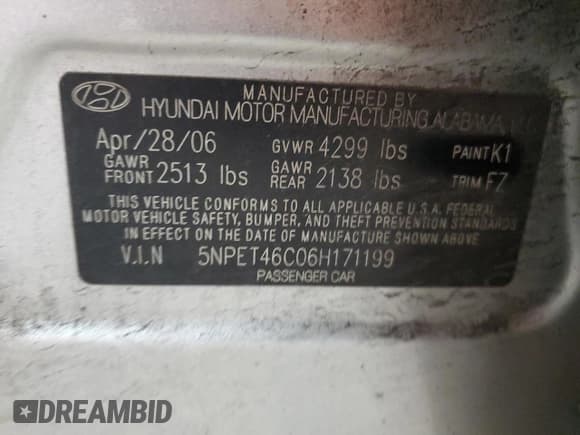 MANUFACTURED BY
HYUNDAI MOTOR MANUFACTURING ALABAMA, LLC
Apr/28/06 GVWR 4299 lbs PAINT K1
GAWR FRONT 2513 lbs GAWR REAR 2138 lbs TRIM FZ
THIS VEHICLE CONFORMS TO ALL APPLICABLE U.S.A. FEDERAL
MOTOR VEHICLE SAFETY, BUMPER, AND THEFT PREVENTION STANDARDS
IN EFFECT ON THE DATE OF MANUFACTURE SHOWN ABOVE.
V.I.N 5NPET46C06H171199
PASSENGER CAR
DREAMBID